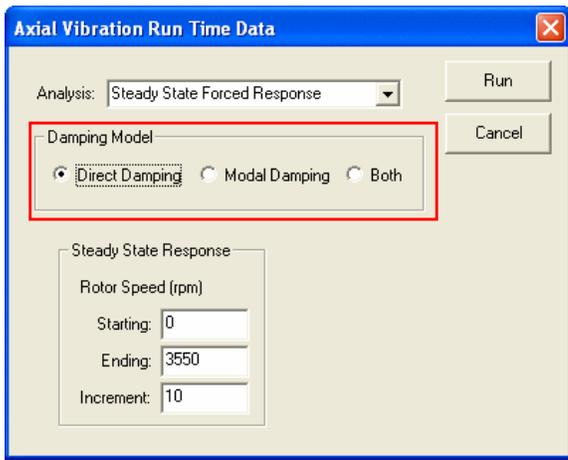 Axial Vibration Run Time Data
Analysis: Steady State Forced Response
Run
Cancel
Damping Model
Direct Damping Modal Damping Both
Steady State Response
Rotor Speed (rpm)
Starting: 0
Ending: 3550
Increment: 10